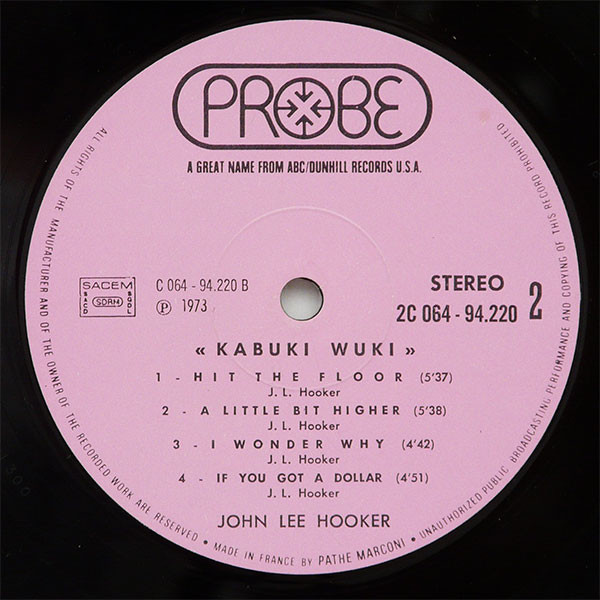 PROBE
A GREAT NAME FROM ABC/DUNHILL RECORDS U.S.A.
SACEM
SACD
SDRM
SGDL
C 064 - 94.220 B
Ⓟ 1973
STEREO
2C 064 - 94.220
2
« KABUKI WUKI »
1 - HIT THE FLOOR (5'37)
J. L. Hooker
2 - A LITTLE BIT HIGHER (5'38)
J. L. Hooker
3 - I WONDER WHY (4'42)
J. L. Hooker
4 - IF YOU GOT A DOLLAR (4'51)
J. L. Hooker
JOHN LEE HOOKER
ALL RIGHTS OF THE MANUFACTURER AND OF THE OWNER OF THE RECORDED WORK ARE RESERVED • MADE IN FRANCE BY PATHE MARCONI • UNAUTHORIZED PUBLIC BROADCASTING PERFORMANCE AND COPYING OF THIS RECORD PROHIBITED